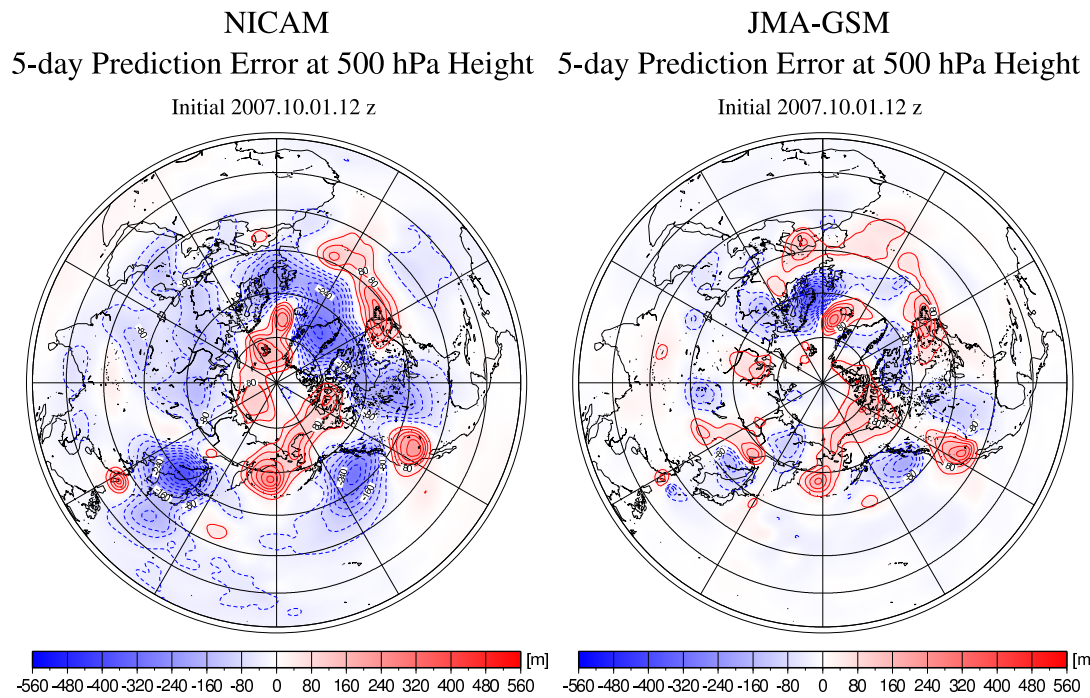 NICAM
5-day Prediction Error at 500 hPa Height
Initial 2007.10.01.12 z
-560 -480 -400 -320 -240 -160 -80 0 80 160 240 320 400 480 560 [m]
JMA-GSM
5-day Prediction Error at 500 hPa Height
Initial 2007.10.01.12 z
-560 -480 -400 -320 -240 -160 -80 0 80 160 240 320 400 480 560 [m]